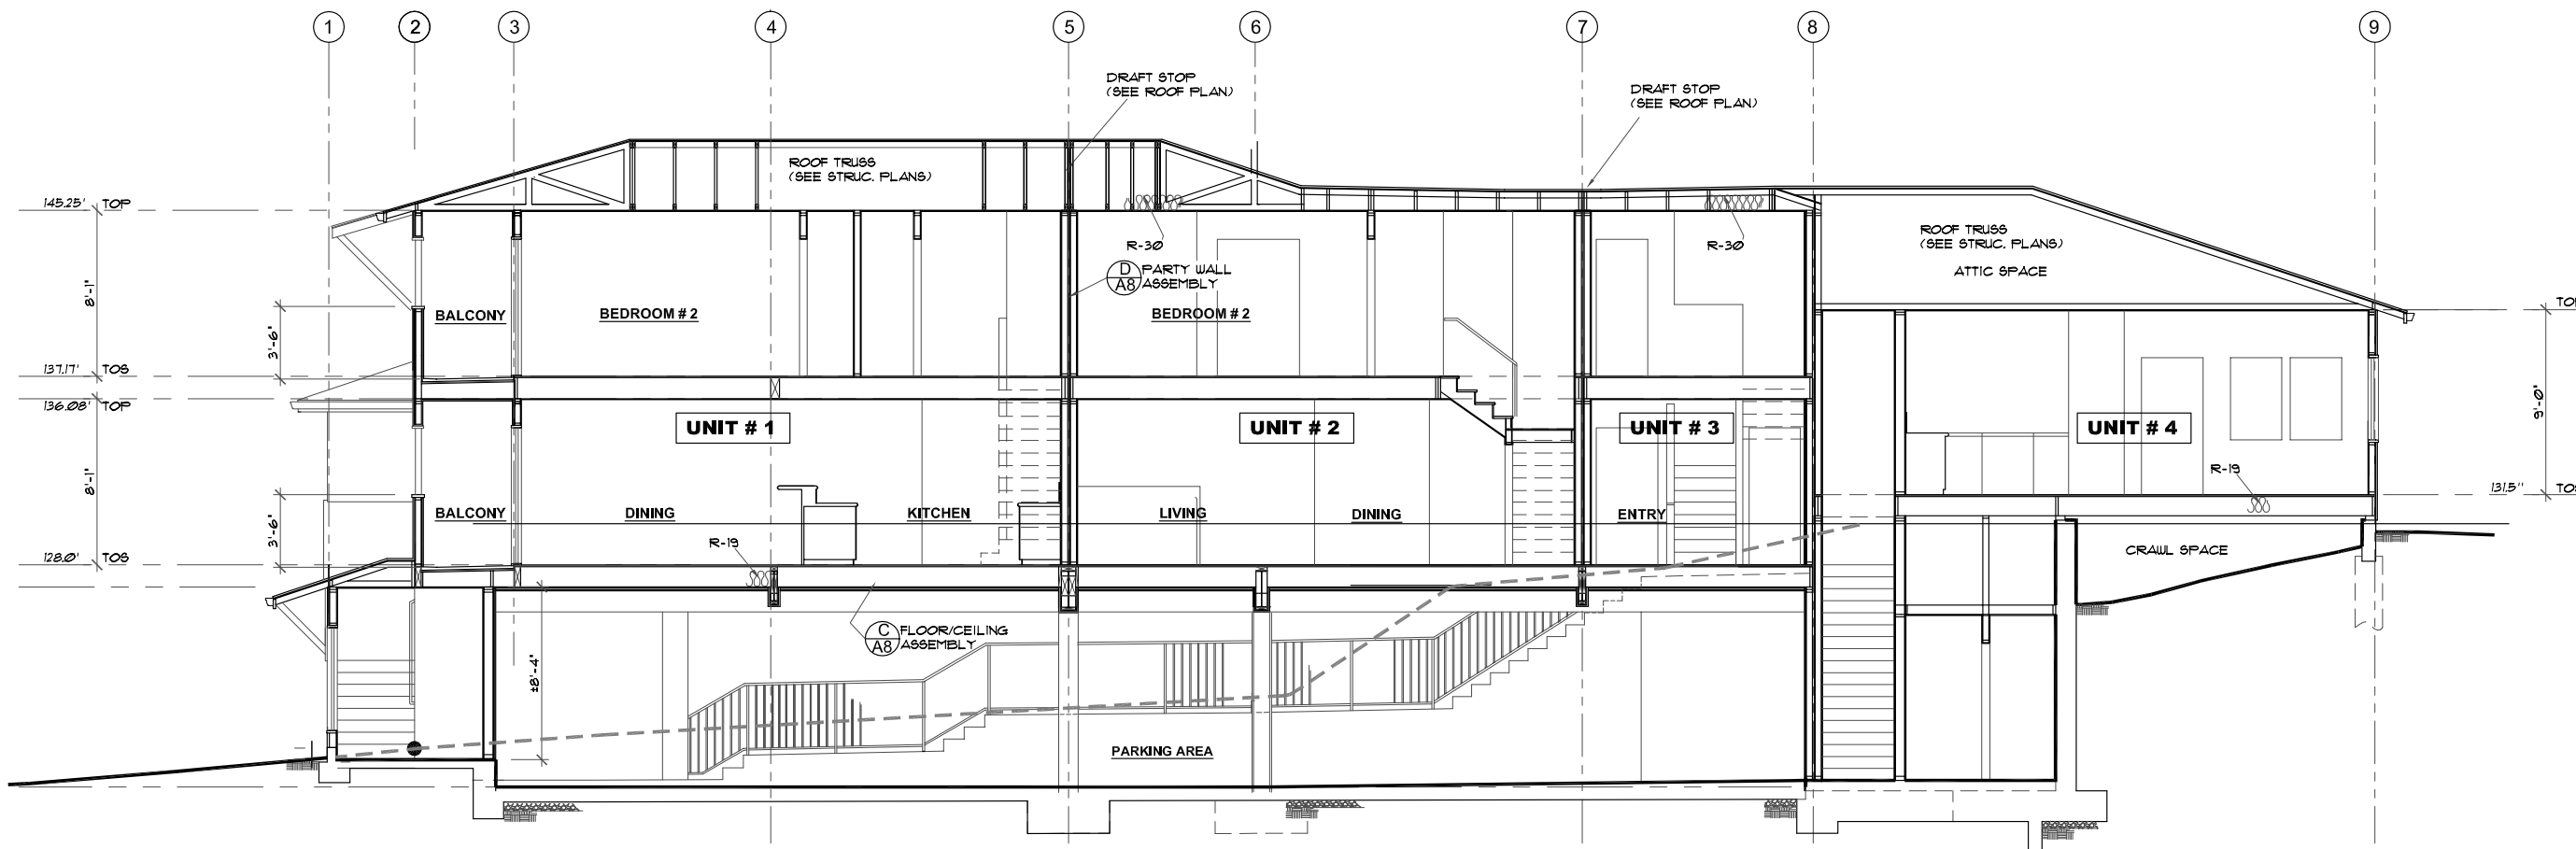 1
2
3
4
5
6
7
8
9
DRAFT STOP
(SEE ROOF PLAN)
DRAFT STOP
(SEE ROOF PLAN)
ROOF TRUSS
(SEE STRUC. PLANS)
145.25' TOP
ROOF TRUSS
(SEE STRUC. PLANS)
ATTIC SPACE
R-30
R-30
D
A8
PARTY WALL
ASSEMBLY
8'-1"
3'-6"
BALCONY
BEDROOM # 2
BEDROOM # 2
TOP
137.17' TOS
136.08' TOP
UNIT # 1
UNIT # 2
UNIT # 3
UNIT # 4
9'-0"
8'-1"
3'-6"
R-19
131.5'' TOS
BALCONY
DINING
KITCHEN
LIVING
DINING
ENTRY
R-19
CRAWL SPACE
128.0' TOS
C
A8
FLOOR/CEILING
ASSEMBLY
±8'-4"
PARKING AREA